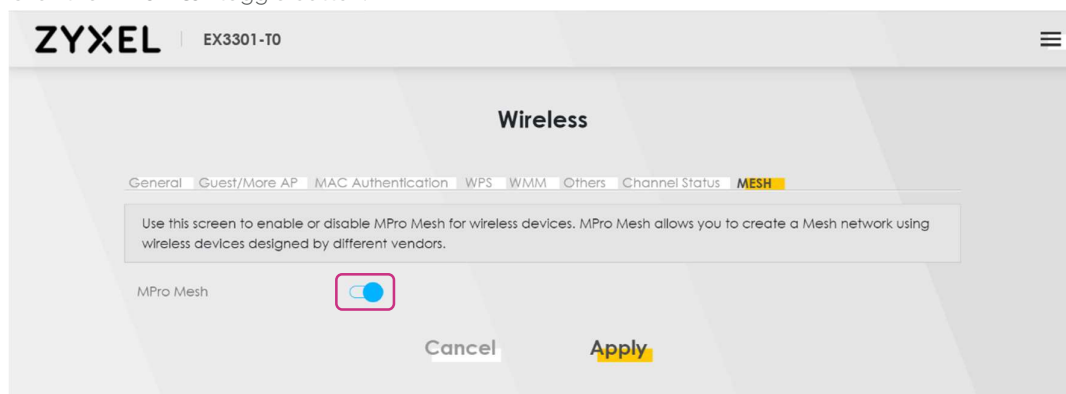 ZYXEL EX3301-T0
Wireless
General Guest/More AP MAC Authentication WPS WMM Others Channel Status MESH
Use this screen to enable or disable MPro Mesh for wireless devices. MPro Mesh allows you to create a Mesh network using
wireless devices designed by different vendors.
MPro Mesh
Cancel Apply